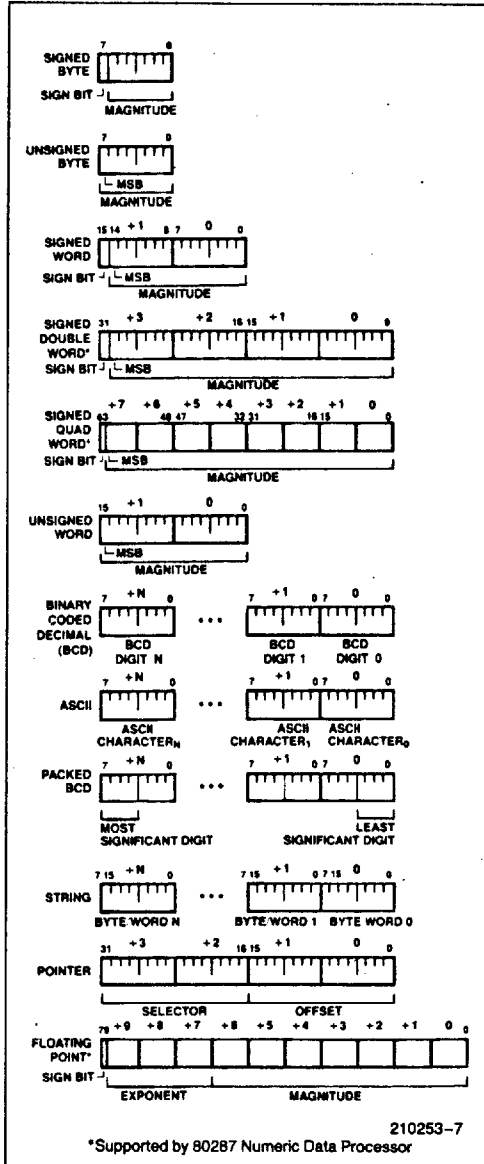 7 0
SIGNED
BYTE
SIGN BIT
MAGNITUDE
7 0
UNSIGNED
BYTE
MSB
MAGNITUDE
15 14 +1 8 7 0 0
SIGNED
WORD
SIGN BIT MSB
MAGNITUDE
31 +3 +2 16 15 +1 0 0
SIGNED
DOUBLE
WORD*
SIGN BIT MSB
MAGNITUDE
+7 +6 +5 +4 +3 +2 +1 0
63 48 47 32 31 16 15 0
SIGNED
QUAD
WORD*
SIGN BIT MSB
MAGNITUDE
15 +1 0 0
UNSIGNED
WORD
MSB
MAGNITUDE
7 +N 0 7 +1 0 7 0 0
BINARY
CODED
DECIMAL
(BCD)
...
BCD DIGIT N
BCD DIGIT 1
BCD DIGIT 0
7 +N 0 7 +1 0 7 0 0
ASCII ...
ASCII CHARACTERN
ASCII CHARACTER1
ASCII CHARACTER0
7 +N 0 7 +1 0 7 0 0
PACKED
BCD
...
MOST
SIGNIFICANT DIGIT
LEAST
SIGNIFICANT DIGIT
7 15 +N 0 7 15 +1 0 7 15 0 0
STRING ...
BYTE/WORD N BYTE/WORD 1 BYTE WORD 0
31 +3 +2 16 15 +1 0 0
POINTER
SELECTOR OFFSET
79 +9 +8 +7 +6 +5 +4 +3 +2 +1 0 0
FLOATING
POINT*
SIGN BIT
EXPONENT MAGNITUDE
210253-7
*Supported by 80287 Numeric Data Processor